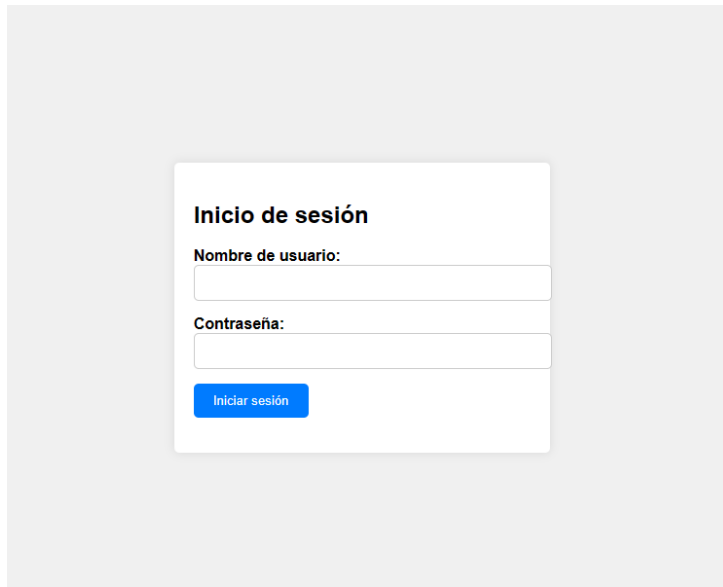 Inicio de sesión
Nombre de usuario:
Contraseña:
Iniciar sesión